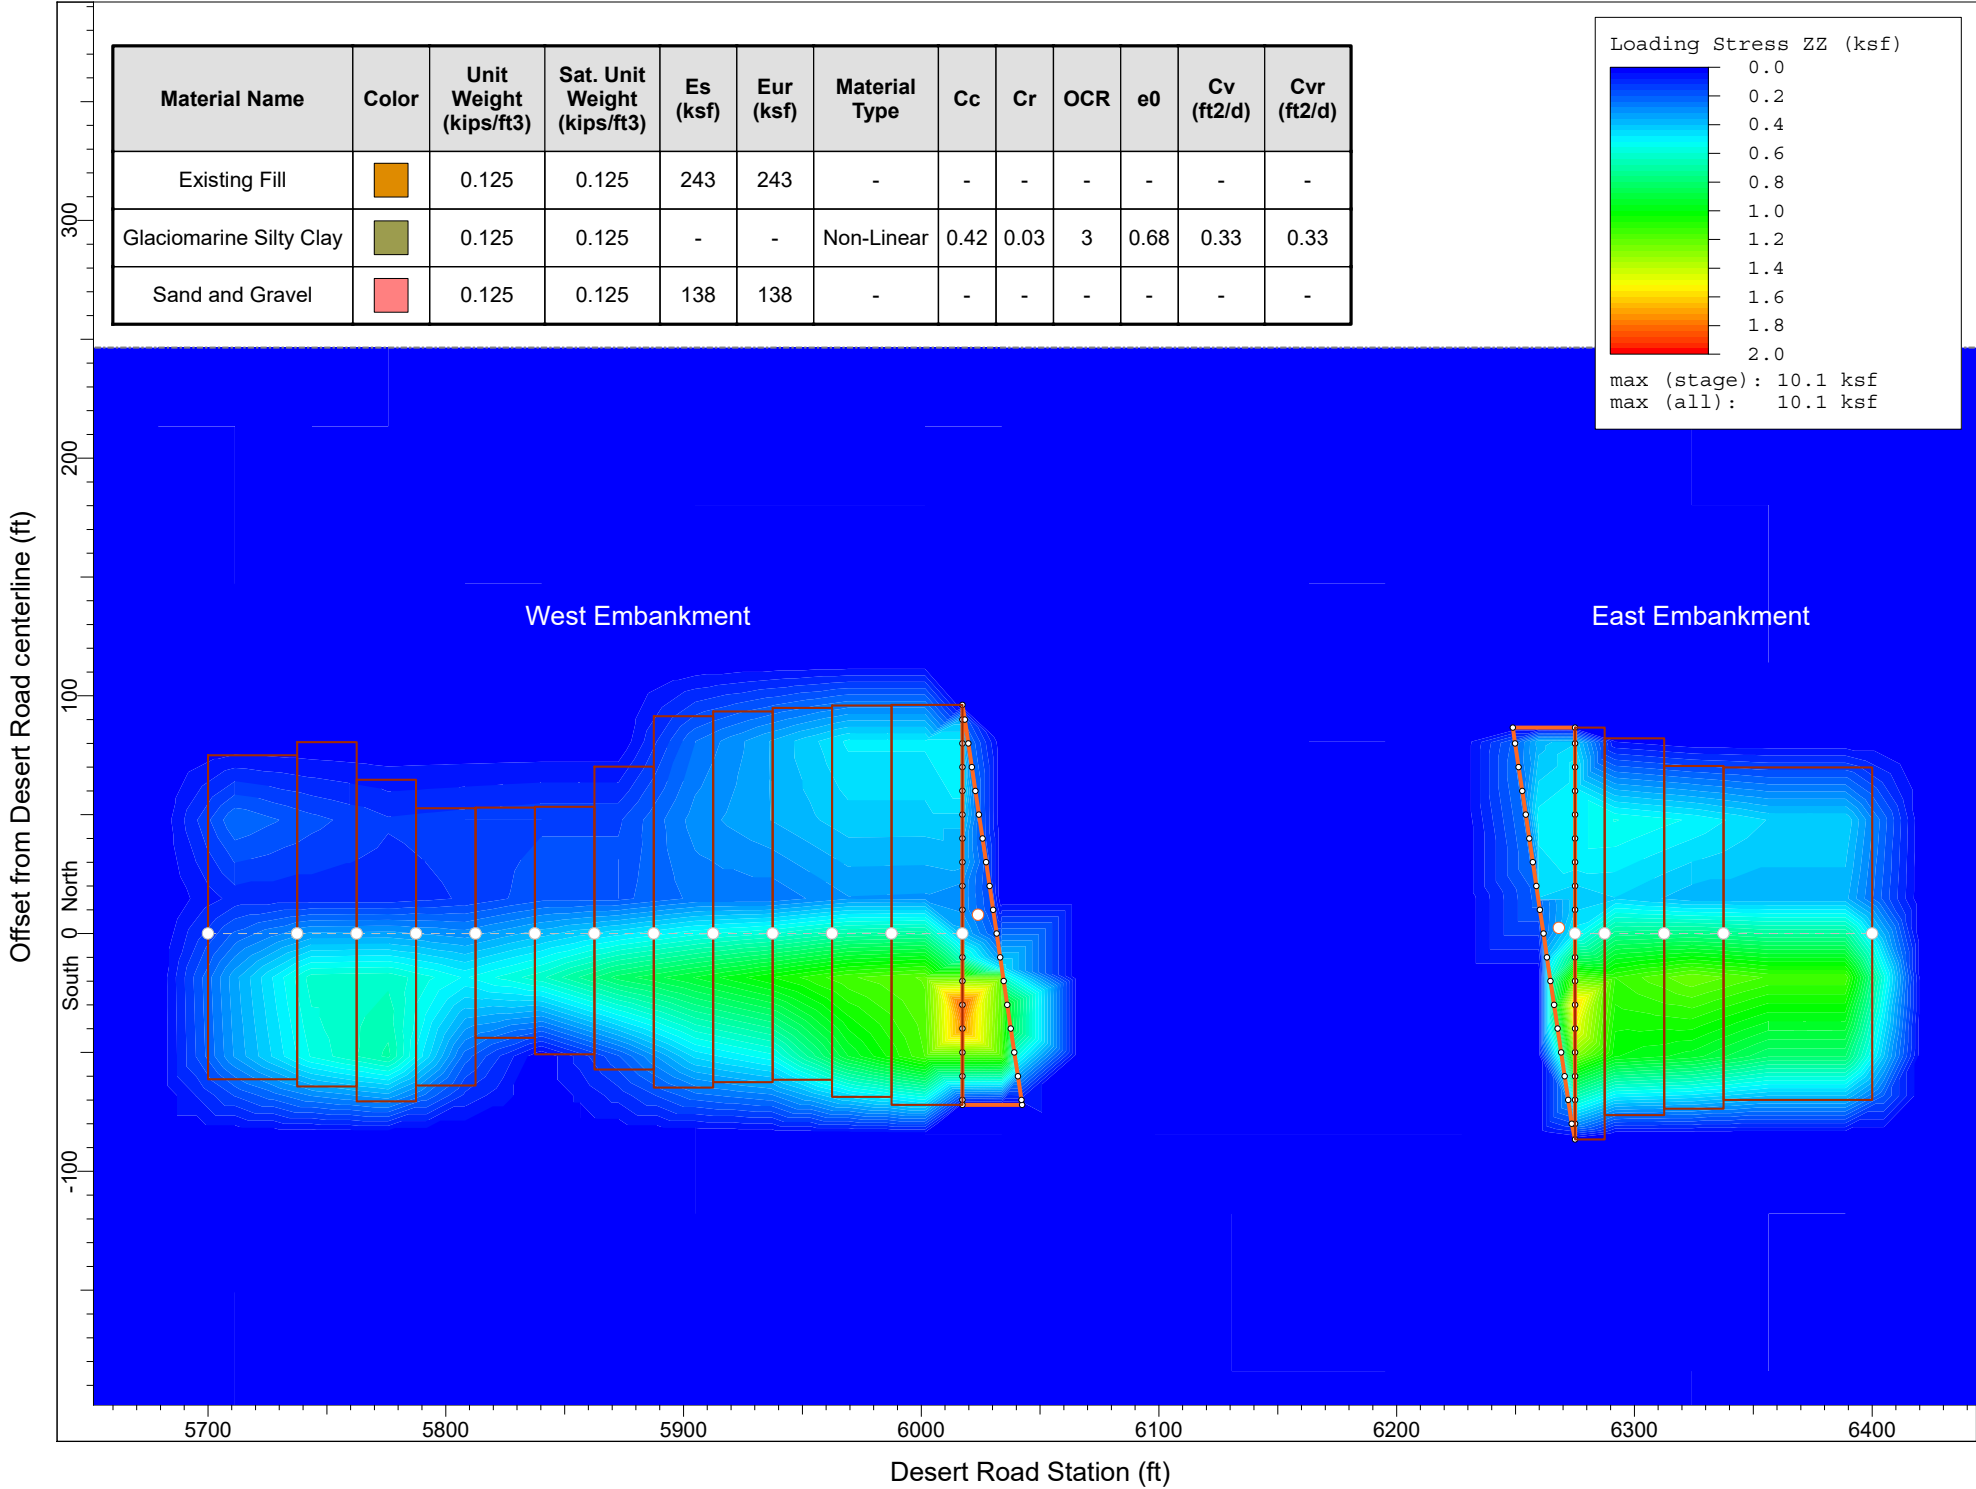 Material Name Color Unit Weight (kips/ft3) Sat. Unit Weight (kips/ft3) Es (ksf) Eur (ksf) Material Type Cc Cr OCR e0 Cv (ft2/d) Cvr (ft2/d)
Existing Fill 0.125 0.125 243 243 - - - - - - -
Glaciomarine Silty Clay 0.125 0.125 - - Non-Linear 0.42 0.03 3 0.68 0.33 0.33
Sand and Gravel 0.125 0.125 138 138 - - - - - - -
Loading Stress ZZ (ksf)
0.0
0.2
0.4
0.6
0.8
1.0
1.2
1.4
1.6
1.8
2.0
max (stage): 10.1 ksf
max (all): 10.1 ksf
West Embankment
East Embankment
Offset from Desert Road centerline (ft)
300
200
100
South 0 North
-100
5700 5800 5900 6000 6100 6200 6300 6400
Desert Road Station (ft)